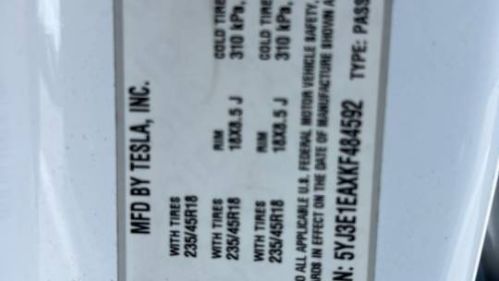 MFD BY TESLA, INC.
WITH TIRES
235/45R18
WITH TIRES RIM COLD TIRE
235/45R18 18X8.5 J 310 kPa,
WITH TIRES RIM COLD TIRE
235/45R18 18X8.5 J 310 kPa,
O ALL APPLICABLE U.S. FEDERAL MOTOR VEHICLE SAFETY,
ARDS IN EFFECT ON THE DATE OF MANUFACTURE SHOWN A
N: 5YJ3E1EAXKF484592 TYPE: PASS